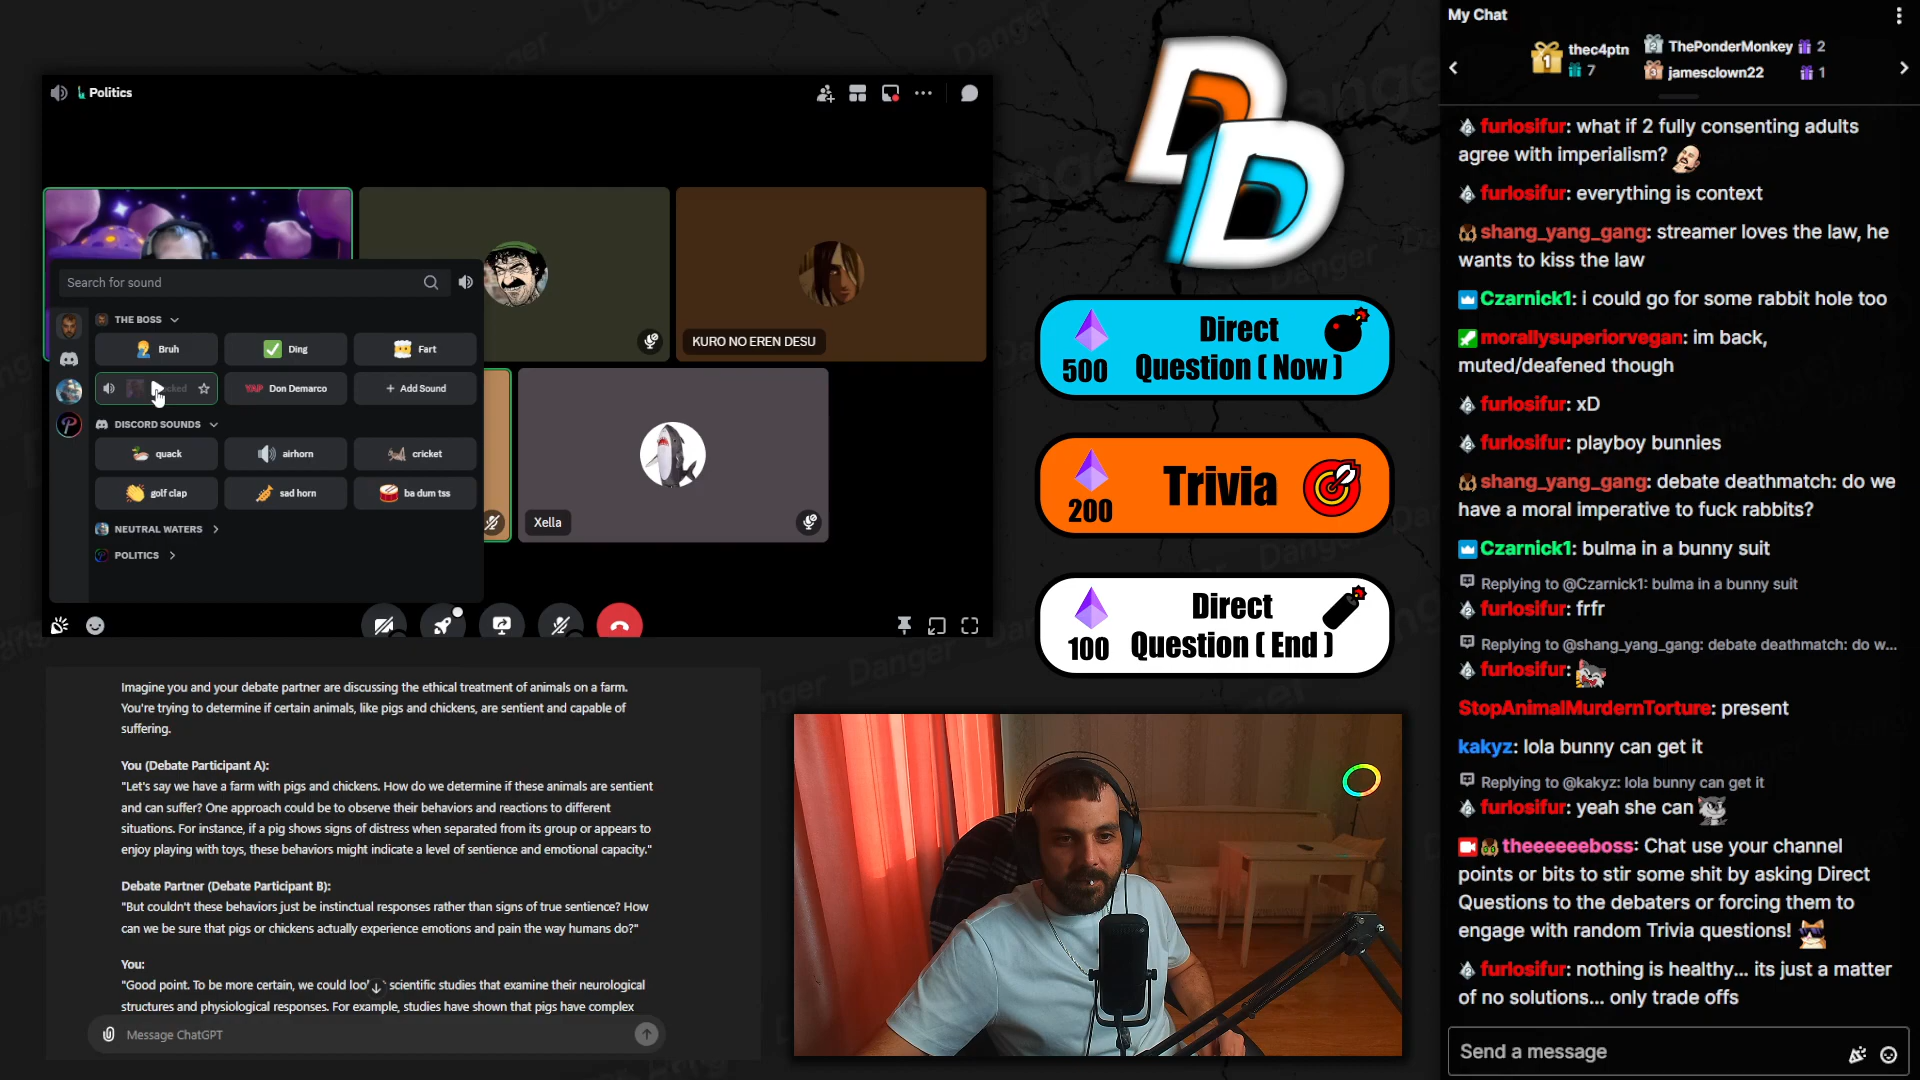 Politics
KURO NO EREN DESU
Xella
Search for sound
THE BOSS
Bruh
Ding
Fart
Don Demarco
Add Sound
DISCORD SOUNDS
quack
airhorn
cricket
golf clap
sad horn
ba dum tss
NEUTRAL WATERS
POLITICS
Imagine you and your debate partner are discussing the ethical treatment of animals on a farm.
You're trying to determine if certain animals, like pigs and chickens, are sentient and capable of
suffering.
You (Debate Participant A):
"Let's say we have a farm with pigs and chickens. How do we determine if these animals are sentient
and can suffer? One approach could be to observe their behaviors and reactions to different
situations. For instance, if a pig shows signs of distress when separated from its group or appears to
enjoy playing with toys, these behaviors might indicate a level of sentience and emotional capacity."
Debate Partner (Debate Participant B):
"But couldn't these behaviors just be instinctual responses rather than signs of true sentience? How
can we be sure that pigs or chickens actually experience emotions and pain the way humans do?"
You:
"Good point. To be more certain, we could scientific studies that examine their neurological
structures and physiological responses. For example, studies have shown that pigs have complex
Message ChatGPT
DD
500
Direct
Question ( Now )
200
Trivia
100
Direct
Question ( End )
My Chat
1 thec4ptn
7
2 ThePonderMonkey 2
3 jamesclown22 1
furlosifur: what if 2 fully consenting adults
agree with imperialism?
furlosifur: everything is context
shang_yang_gang: streamer loves the law, he
wants to kiss the law
Czarnick1: i could go for some rabbit hole too
morallysuperiorvegan: im back,
muted/deafened though
furlosifur: xD
furlosifur: playboy bunnies
shang_yang_gang: debate deathmatch: do we
have a moral imperative to fuck rabbits?
Czarnick1: bulma in a bunny suit
Replying to @Czarnick1: bulma in a bunny suit
furlosifur: frfr
Replying to @shang_yang_gang: debate deathmatch: do w...
furlosifur:
StopAnimalMurdernTorture: present
kakyz: lola bunny can get it
Replying to @kakyz: lola bunny can get it
furlosifur: yeah she can
theeeeeeboss: Chat use your channel
points or bits to stir some shit by asking Direct
Questions to the debaters or forcing them to
engage with random Trivia questions!
furlosifur: nothing is healthy... its just a matter
of no solutions... only trade offs
Send a message